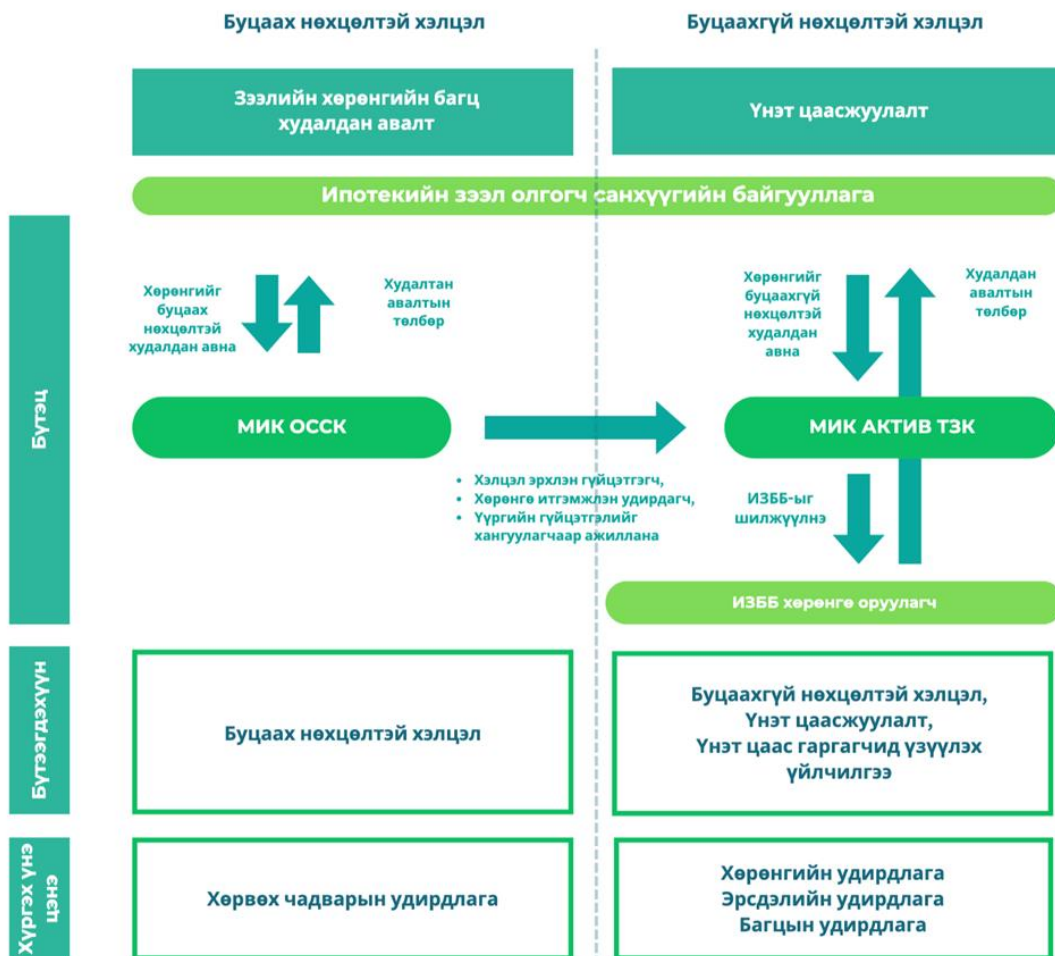 Буцаах нөхцөлтэй хэлцэл
Буцаахгүй нөхцөлтэй хэлцэл
Зээлийн хөрөнгийн багц
худалдан авалт
Үнэт цаасжуулалт
Ипотекийн зээл олгогч санхүүгийн байгууллага
Бүтэц
Хөрөнгийг
буцаах
нөхцөлтэй
худалдан авна
Худалтан
авалтын
төлбөр
Хөрөнгийг
буцаахгүй
нөхцөлтэй
худалдан
авна
Худалдан
авалтын
төлбөр
МИК ОССК
МИК АКТИВ ТЗК
• Хэлцэл эрхлэн гүйцэтгэгч,
• Хөрөнгө итгэмжлэн удирдагч,
• Үүргийн гүйцэтгэлийг
хангуулагчаар ажиллана
ИЗББ-ыг
шилжүүлнэ
ИЗББ хөрөнгө оруулагч
Бүтээгдэхүүн
Буцаах нөхцөлтэй хэлцэл
Буцаахгүй нөхцөлтэй хэлцэл,
Үнэт цаасжуулалт,
Үнэт цаас гаргагчид үзүүлэх
үйлчилгээ
Хүргэх үнэ
цэнэ
Хөрвөх чадварын удирдлага
Хөрөнгийн удирдлага
Эрсдэлийн удирдлага
Багцын удирдлага